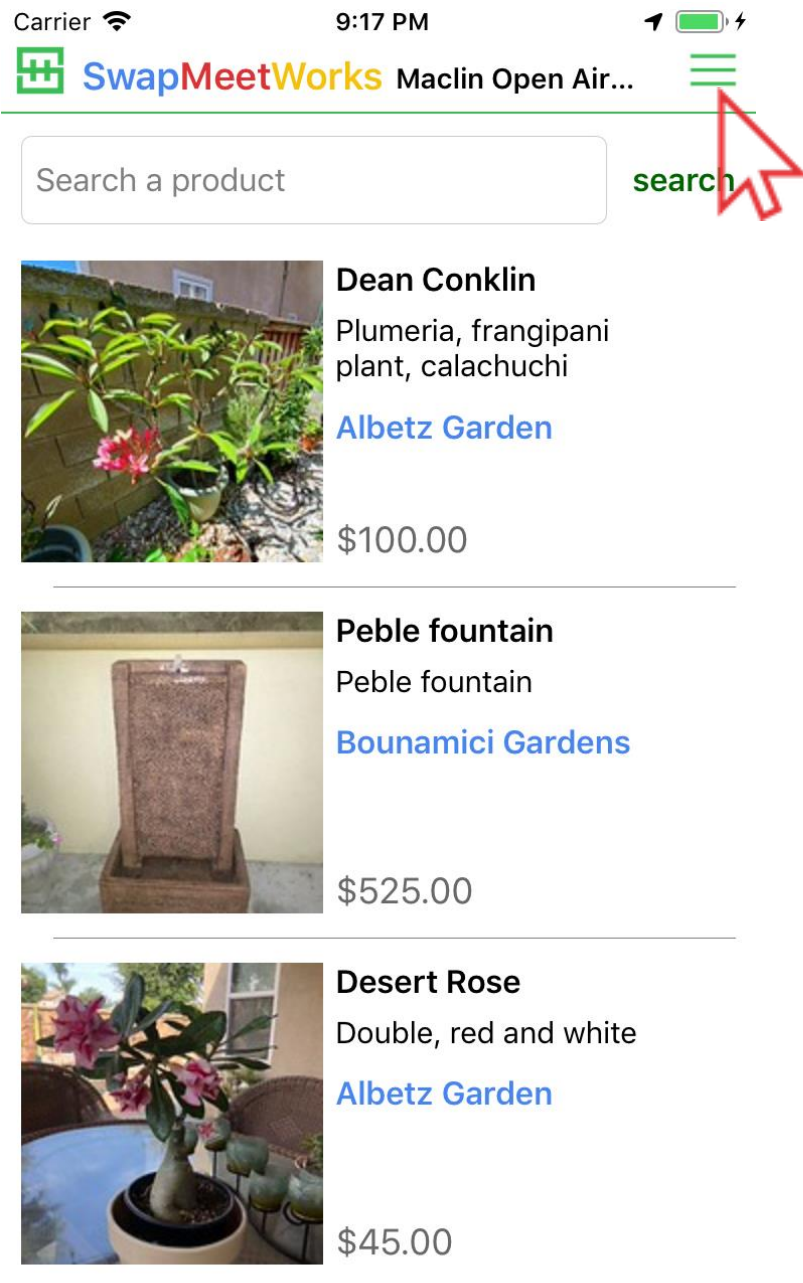 Carrier 9:17 PM
SwapMeetWorks Maclin Open Air...
Search a product search
Dean Conklin
Plumeria, frangipani
plant, calachuchi
Albetz Garden
$100.00
Peble fountain
Peble fountain
Bounamici Gardens
$525.00
Desert Rose
Double, red and white
Albetz Garden
$45.00